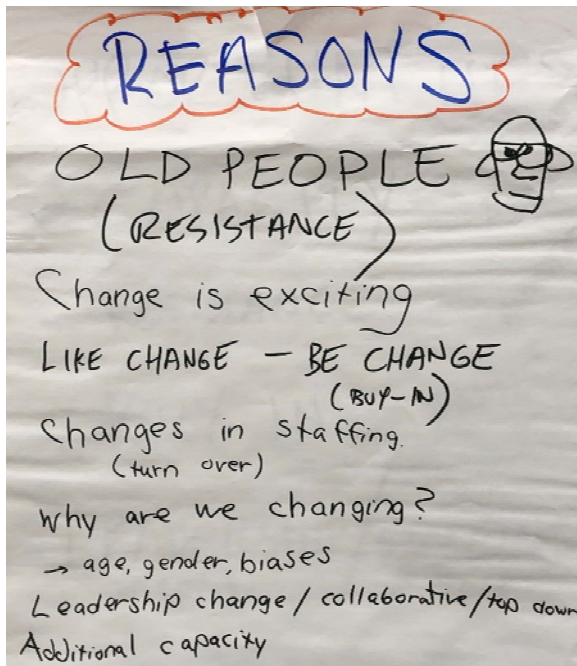 REASONS
OLD PEOPLE
(RESISTANCE)
Change is exciting
LIKE CHANGE – BE CHANGE
(BUY-IN)
Changes in staffing.
(turn over)
Why are we changing?
→ age, gender, biases
Leadership change / collaborative / top down
Additional capacity